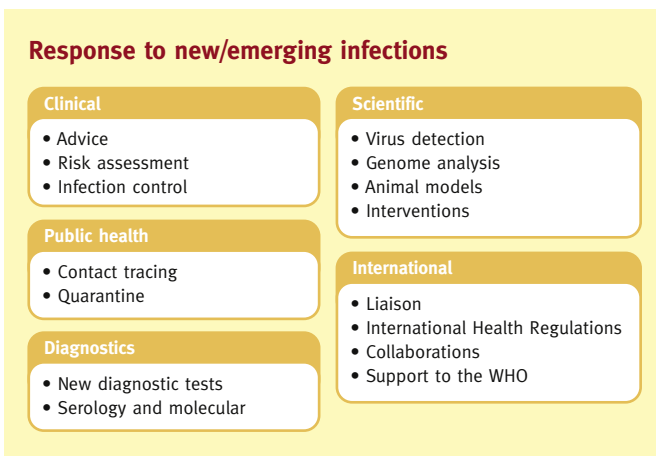 Response to new/emerging infections
Clinical
• Advice
• Risk assessment
• Infection control
Public health
• Contact tracing
• Quarantine
Diagnostics
• New diagnostic tests
• Serology and molecular
Scientific
• Virus detection
• Genome analysis
• Animal models
• Interventions
International
• Liaison
• International Health Regulations
• Collaborations
• Support to the WHO